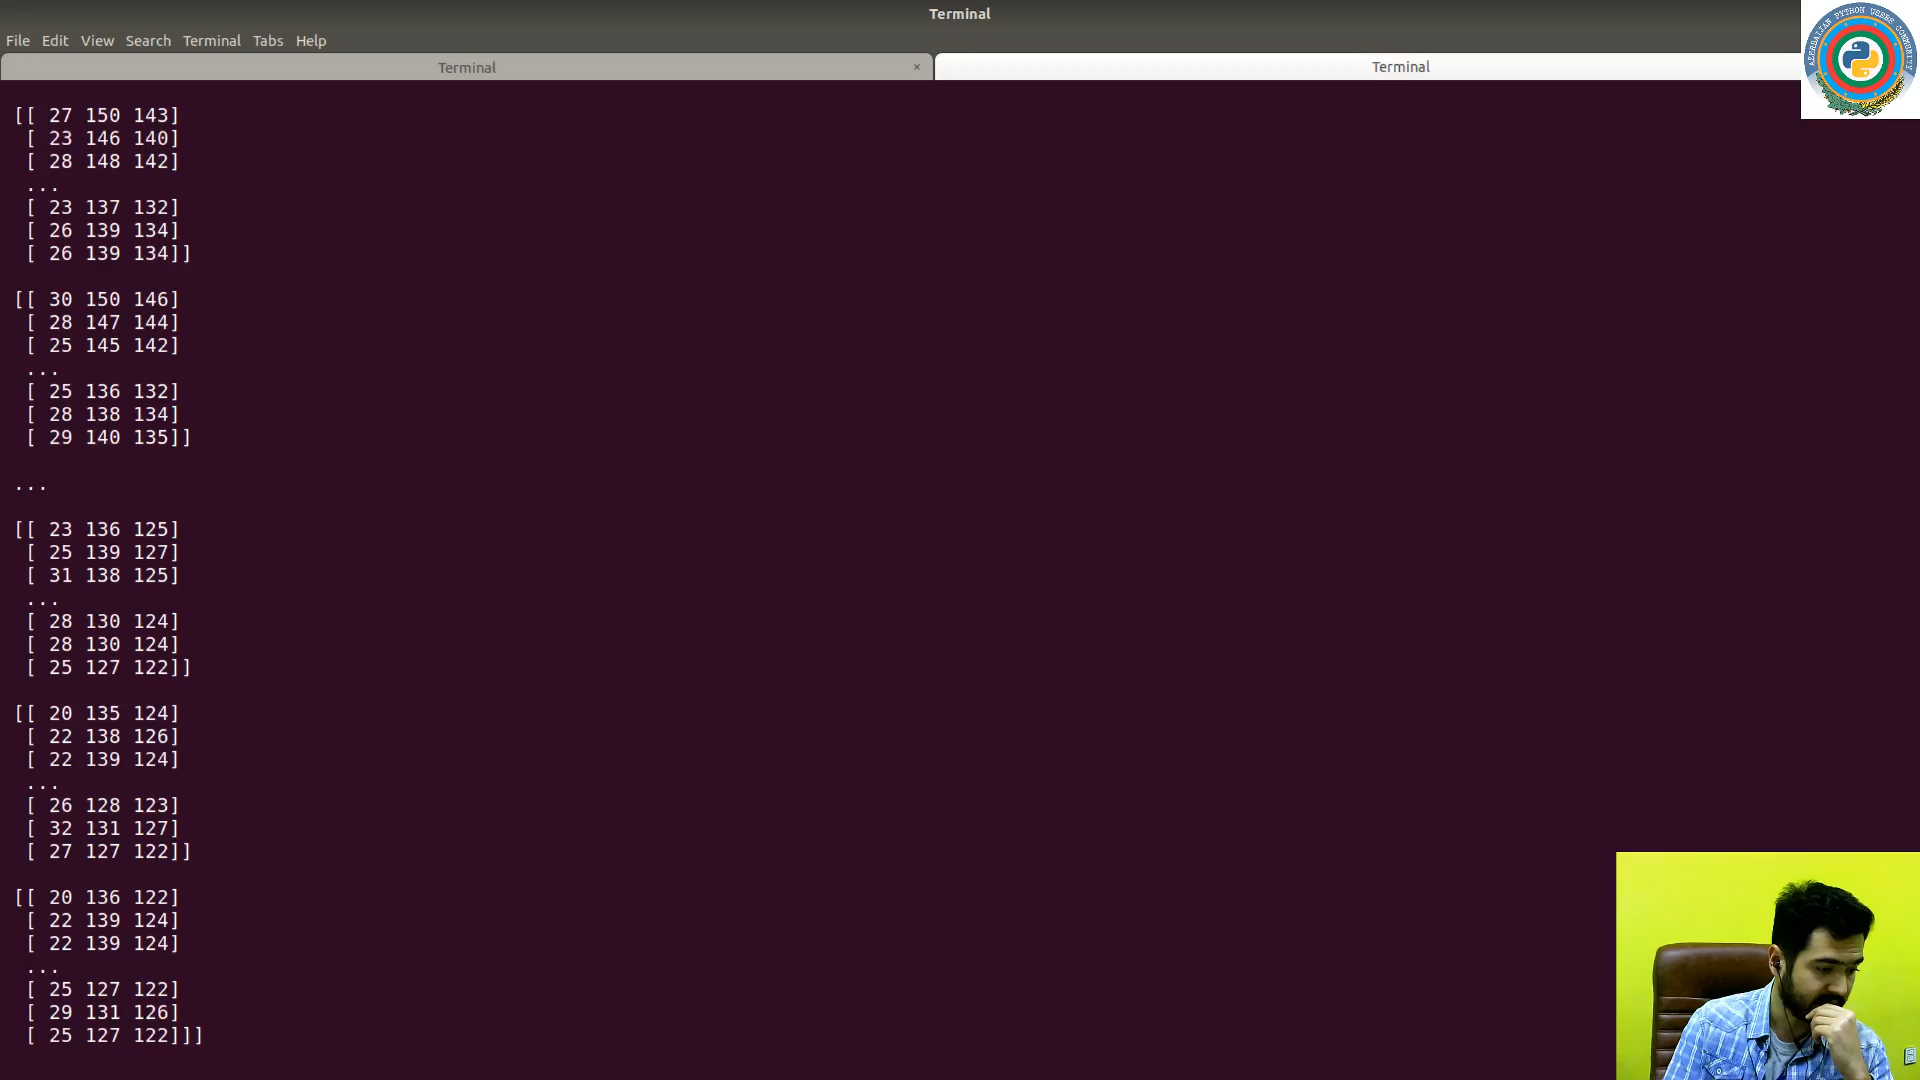 Terminal
File Edit View Search Terminal Tabs Help
Terminal × Terminal
AZERBAIJAN PYTHON USERS COMMUNITY
[[ 27 150 143]
[ 23 146 140]
[ 28 148 142]
...
[ 23 137 132]
[ 26 139 134]
[ 26 139 134]]
[[ 30 150 146]
[ 28 147 144]
[ 25 145 142]
...
[ 25 136 132]
[ 28 138 134]
[ 29 140 135]]
...
[[ 23 136 125]
[ 25 139 127]
[ 31 138 125]
...
[ 28 130 124]
[ 28 130 124]
[ 25 127 122]]
[[ 20 135 124]
[ 22 138 126]
[ 22 139 124]
...
[ 26 128 123]
[ 32 131 127]
[ 27 127 122]]
[[ 20 136 122]
[ 22 139 124]
[ 22 139 124]
...
[ 25 127 122]
[ 29 131 126]
[ 25 127 122]]]